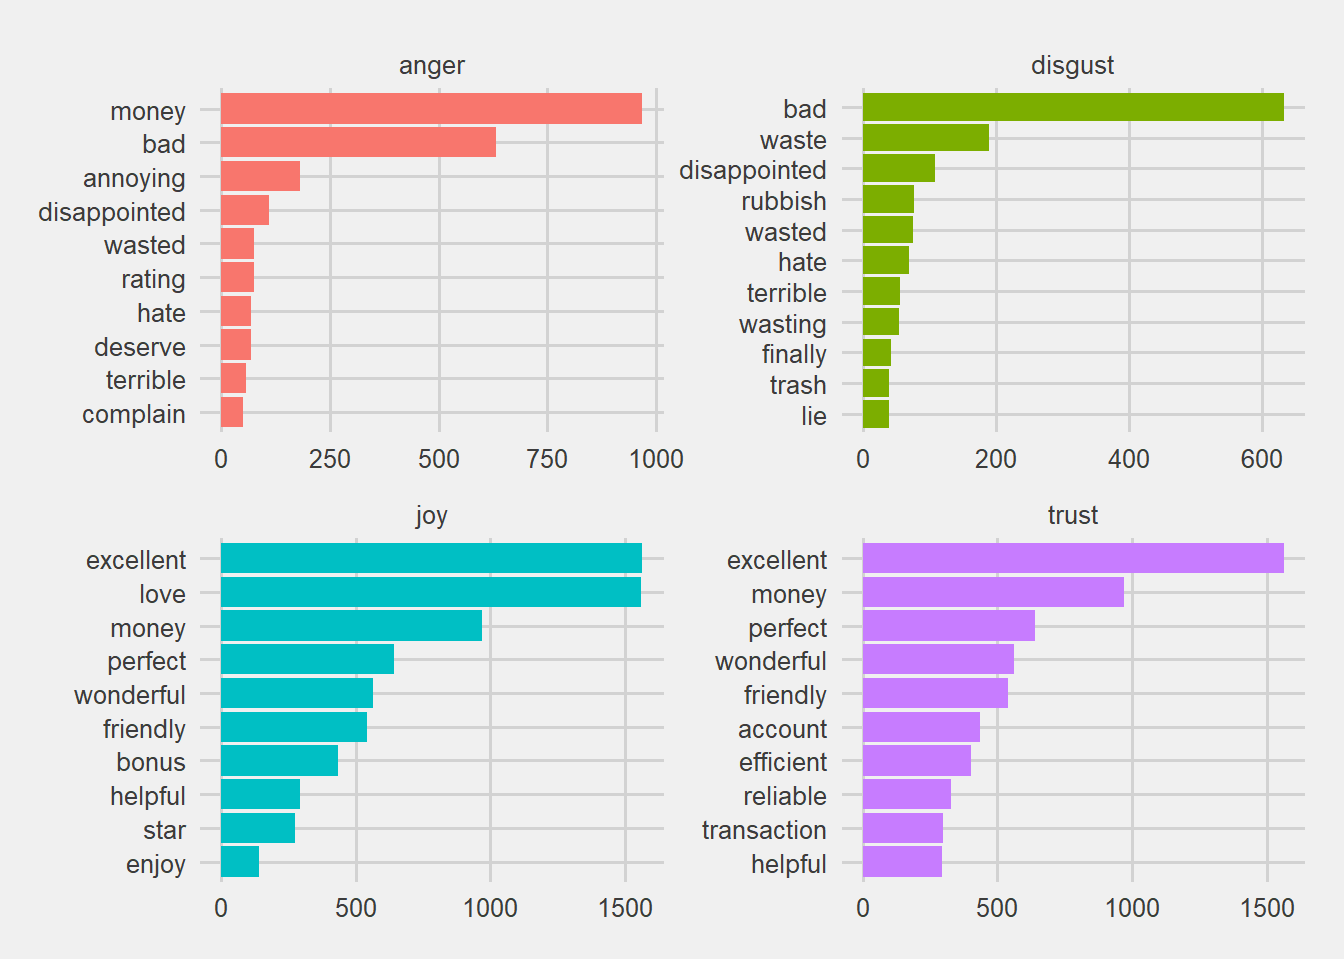 anger
money
bad
annoying
disappointed
wasted
rating
hate
deserve
terrible
complain
0 250 500 750 1000
disgust
bad
waste
disappointed
rubbish
wasted
hate
terrible
wasting
finally
trash
lie
0 200 400 600
joy
excellent
love
money
perfect
wonderful
friendly
bonus
helpful
star
enjoy
0 500 1000 1500
trust
excellent
money
perfect
wonderful
friendly
account
efficient
reliable
transaction
helpful
0 500 1000 1500